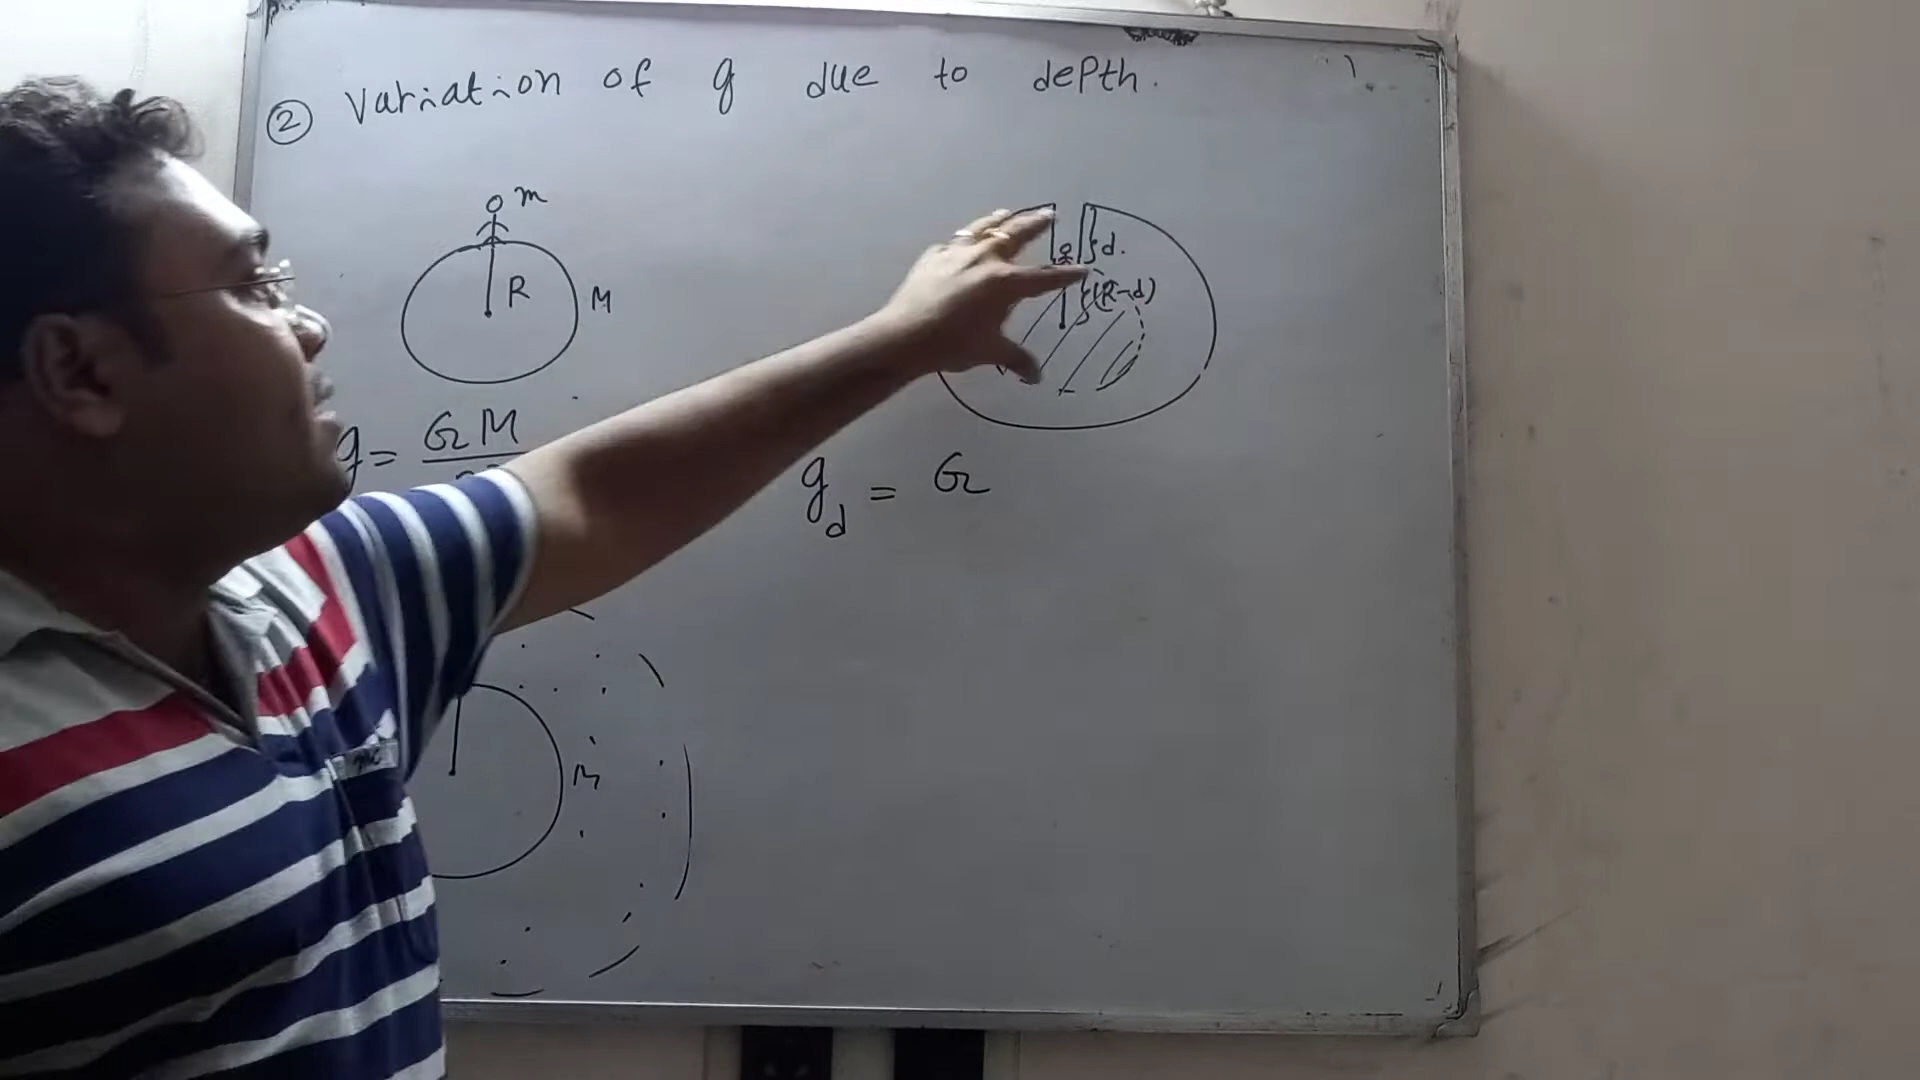 ② Variation of g due to depth.
m
R
M
d.
(R-d)
g = GM
g_d = G
M